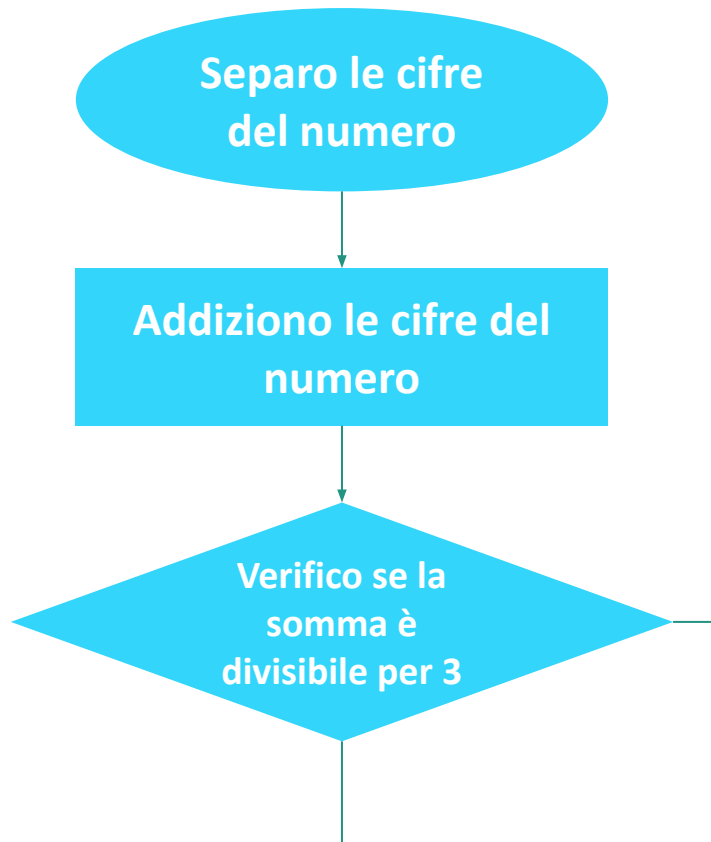 Separo le cifre
del numero
Addiziono le cifre del
numero
Verifico se la
somma è
divisibile per 3